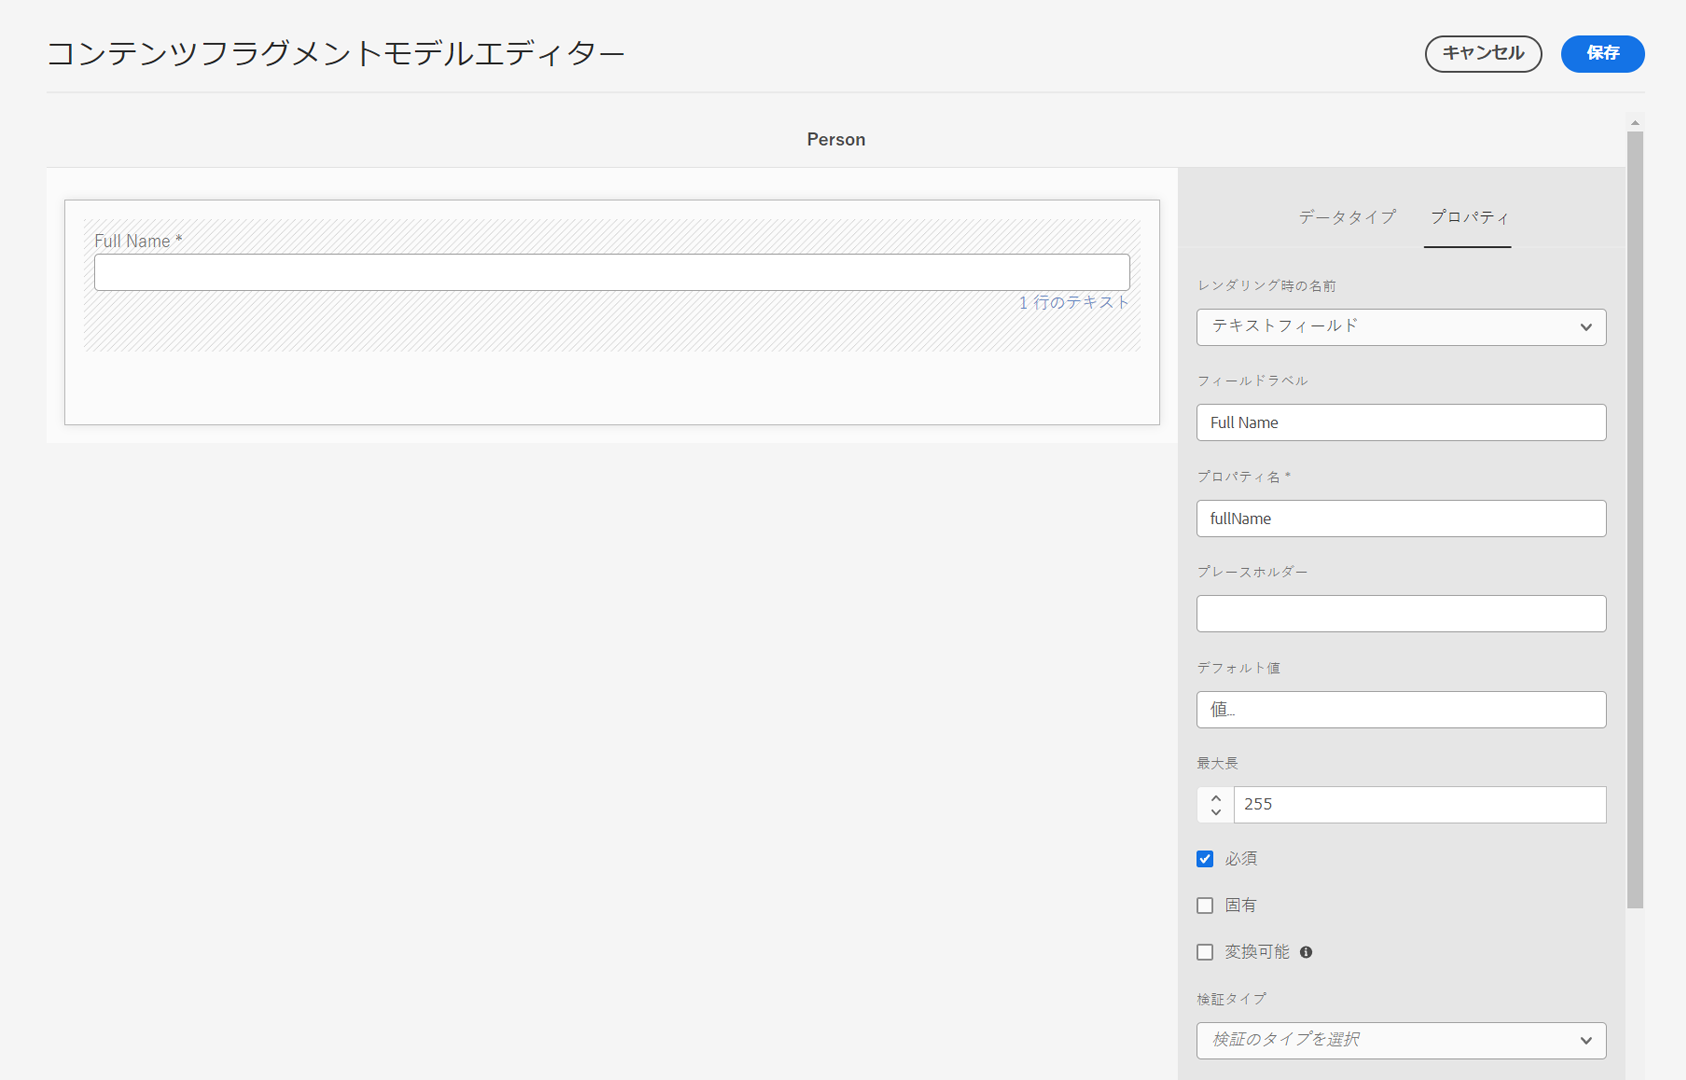 コンテンツフラグメントモデルエディター
キャンセル
保存
Person
Full Name *
1 行のテキスト
データタイプ
プロパティ
レンダリング時の名前
テキストフィールド
フィールドラベル
Full Name
プロパティ名 *
fullName
プレースホルダー
デフォルト値
値...
最大長
255
必須
固有
変換可能
検証タイプ
検証のタイプを選択